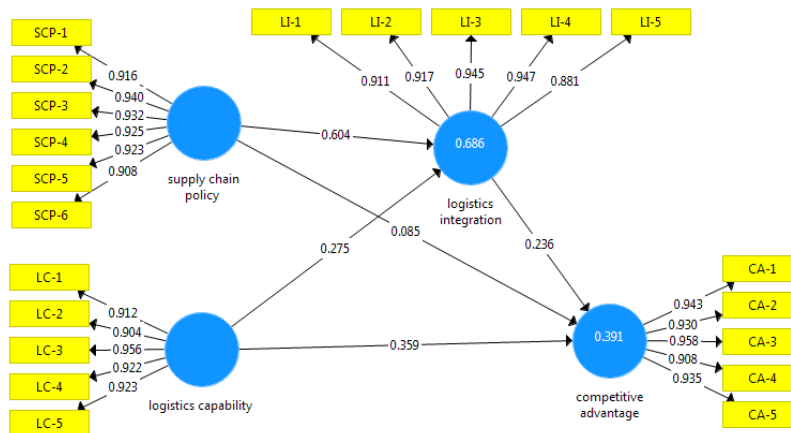 LI-1
LI-2
LI-3
LI-4
LI-5
0.911
0.917
0.945
0.947
0.881
SCP-1
SCP-2
SCP-3
SCP-4
SCP-5
SCP-6
0.916
0.940
0.932
0.925
0.923
0.908
supply chain
policy
0.604
0.686
logistics
integration
0.275
0.085
0.236
LC-1
LC-2
LC-3
LC-4
LC-5
0.912
0.904
0.956
0.922
0.923
logistics capability
0.359
0.391
competitive
advantage
0.943
0.930
0.958
0.908
0.935
CA-1
CA-2
CA-3
CA-4
CA-5